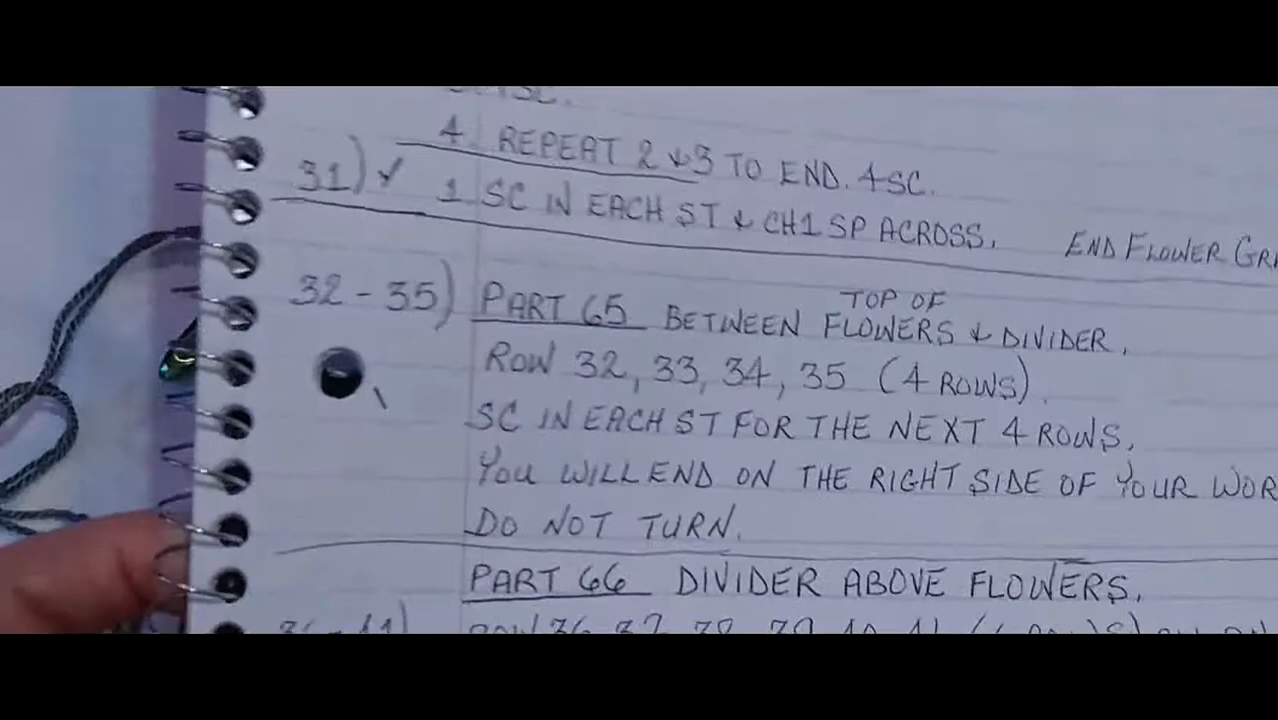 4. REPEAT 2 & 3 TO END. 4 SC.
31) ✓ 1 SC IN EACH ST & CH1 SP ACROSS. END FLOWER
32-35) PART 65 BETWEEN TOP OF FLOWERS & DIVIDER.
ROW 32, 33, 34, 35 (4 ROWS).
SC IN EACH ST FOR THE NEXT 4 ROWS.
YOU WILL END ON THE RIGHT SIDE OF YOUR WOR
DO NOT TURN.
PART 66 DIVIDER ABOVE FLOWERS.